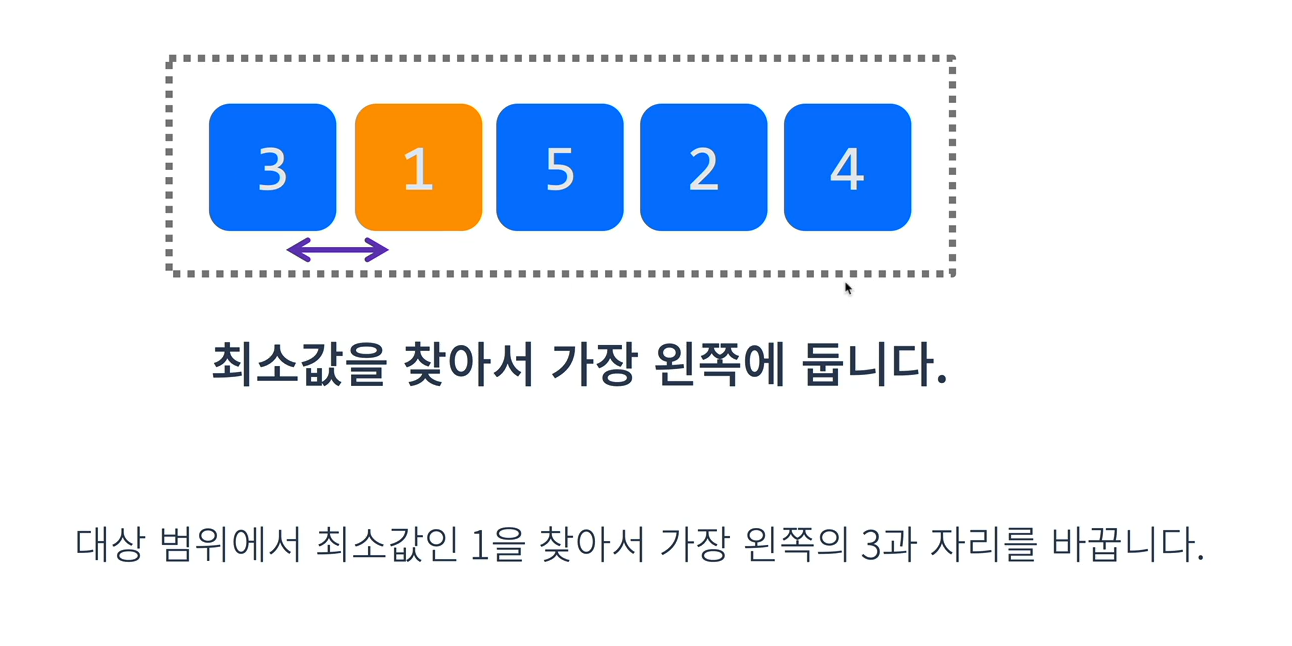 3 1 5 2 4
최소값을 찾아서 가장 왼쪽에 둡니다.
대상 범위에서 최소값인 1을 찾아서 가장 왼쪽의 3과 자리를 바꿉니다.